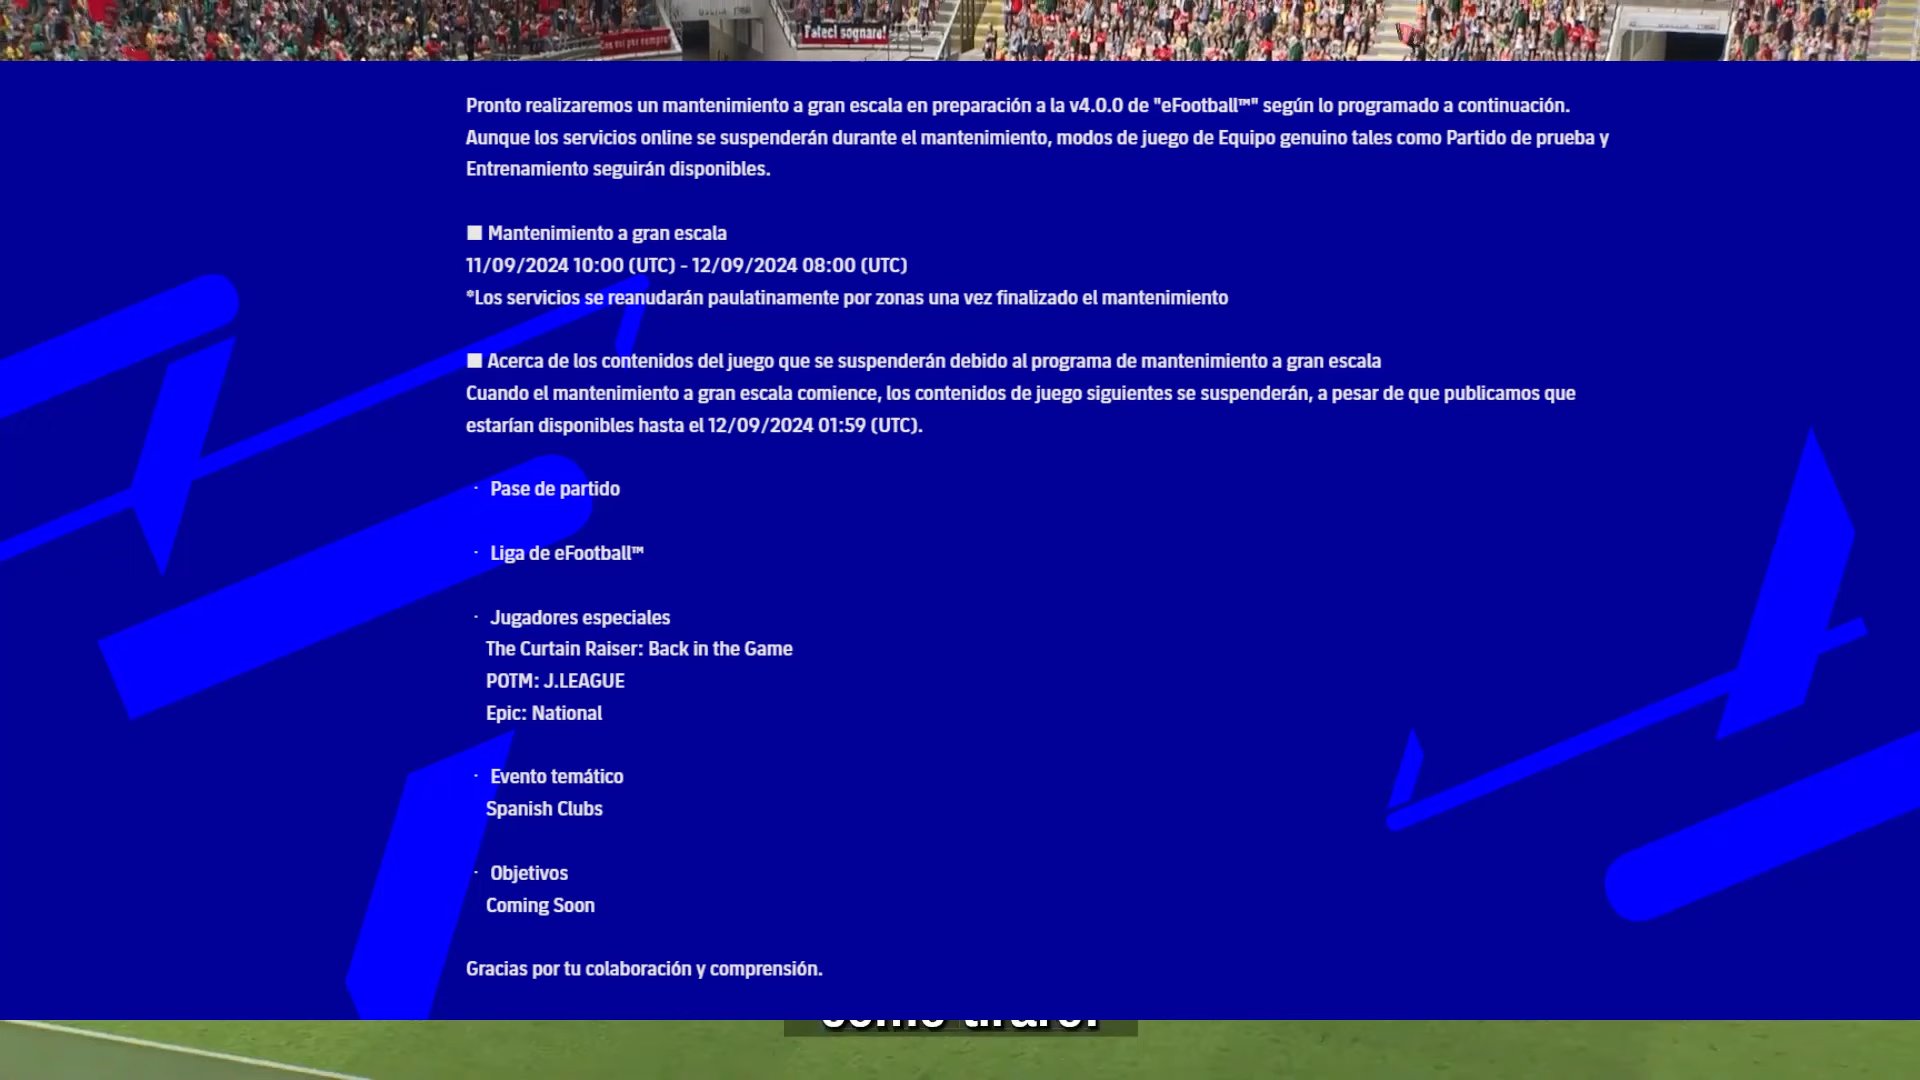 Fateci sognare!
Pronto realizaremos un mantenimiento a gran escala en preparación a la v4.0.0 de "eFootball™" según lo programado a continuación.
Aunque los servicios online se suspenderán durante el mantenimiento, modos de juego de Equipo genuino tales como Partido de prueba y
Entrenamiento seguirán disponibles.
■ Mantenimiento a gran escala
11/09/2024 10:00 (UTC) - 12/09/2024 08:00 (UTC)
*Los servicios se reanudarán paulatinamente por zonas una vez finalizado el mantenimiento
■ Acerca de los contenidos del juego que se suspenderán debido al programa de mantenimiento a gran escala
Cuando el mantenimiento a gran escala comience, los contenidos de juego siguientes se suspenderán, a pesar de que publicamos que
estarían disponibles hasta el 12/09/2024 01:59 (UTC).
· Pase de partido
· Liga de eFootball™
· Jugadores especiales
The Curtain Raiser: Back in the Game
POTM: J.LEAGUE
Epic: National
· Evento temático
Spanish Clubs
· Objetivos
Coming Soon
Gracias por tu colaboración y comprensión.